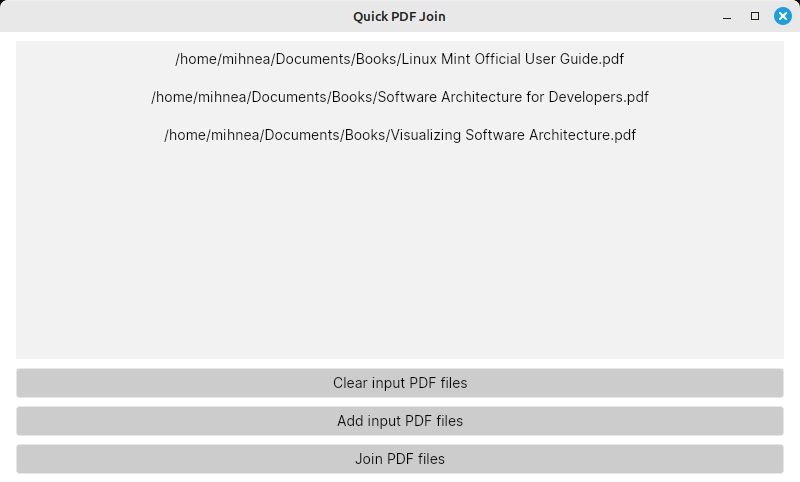 Quick PDF Join
/home/mihnea/Documents/Books/Linux Mint Official User Guide.pdf
/home/mihnea/Documents/Books/Software Architecture for Developers.pdf
/home/mihnea/Documents/Books/Visualizing Software Architecture.pdf
Clear input PDF files
Add input PDF files
Join PDF files